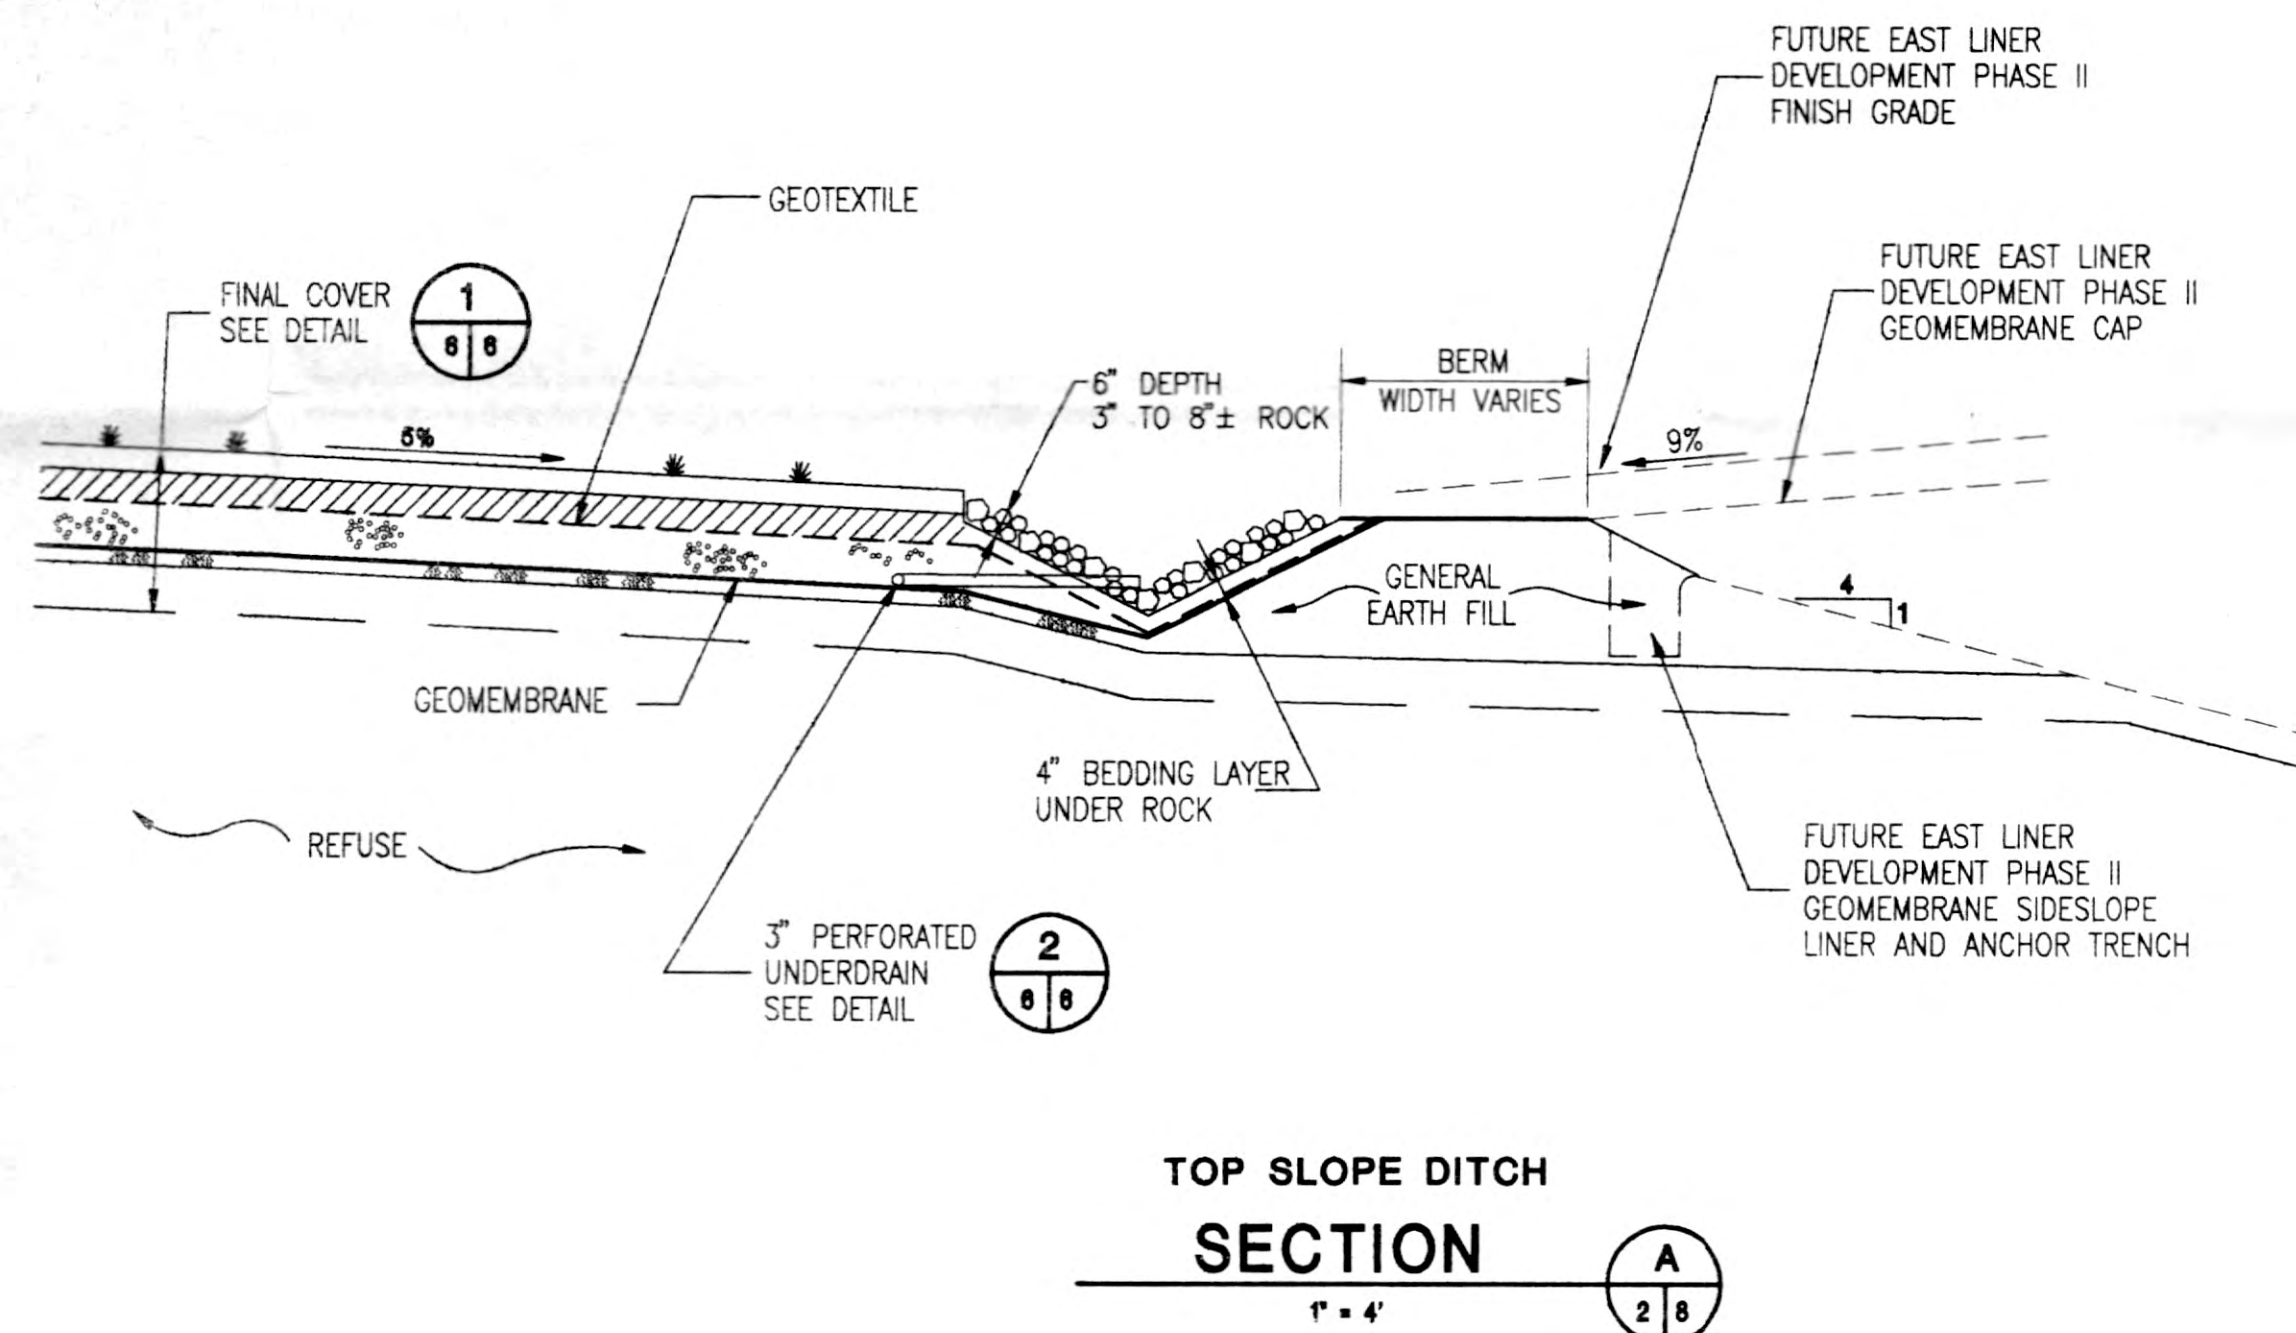 FUTURE EAST LINER
DEVELOPMENT PHASE II
FINISH GRADE
GEOTEXTILE
FUTURE EAST LINER
DEVELOPMENT PHASE II
GEOMEMBRANE CAP
FINAL COVER
SEE DETAIL
1
6 6
BERM
WIDTH VARIES
6" DEPTH
3" TO 8"± ROCK
5%
9%
GENERAL
EARTH FILL
4
1
GEOMEMBRANE
4" BEDDING LAYER
UNDER ROCK
REFUSE
FUTURE EAST LINER
DEVELOPMENT PHASE II
GEOMEMBRANE SIDESLOPE
LINER AND ANCHOR TRENCH
3" PERFORATED
UNDERDRAIN
SEE DETAIL
2
6 6
TOP SLOPE DITCH
SECTION
1" = 4'
A
2 8